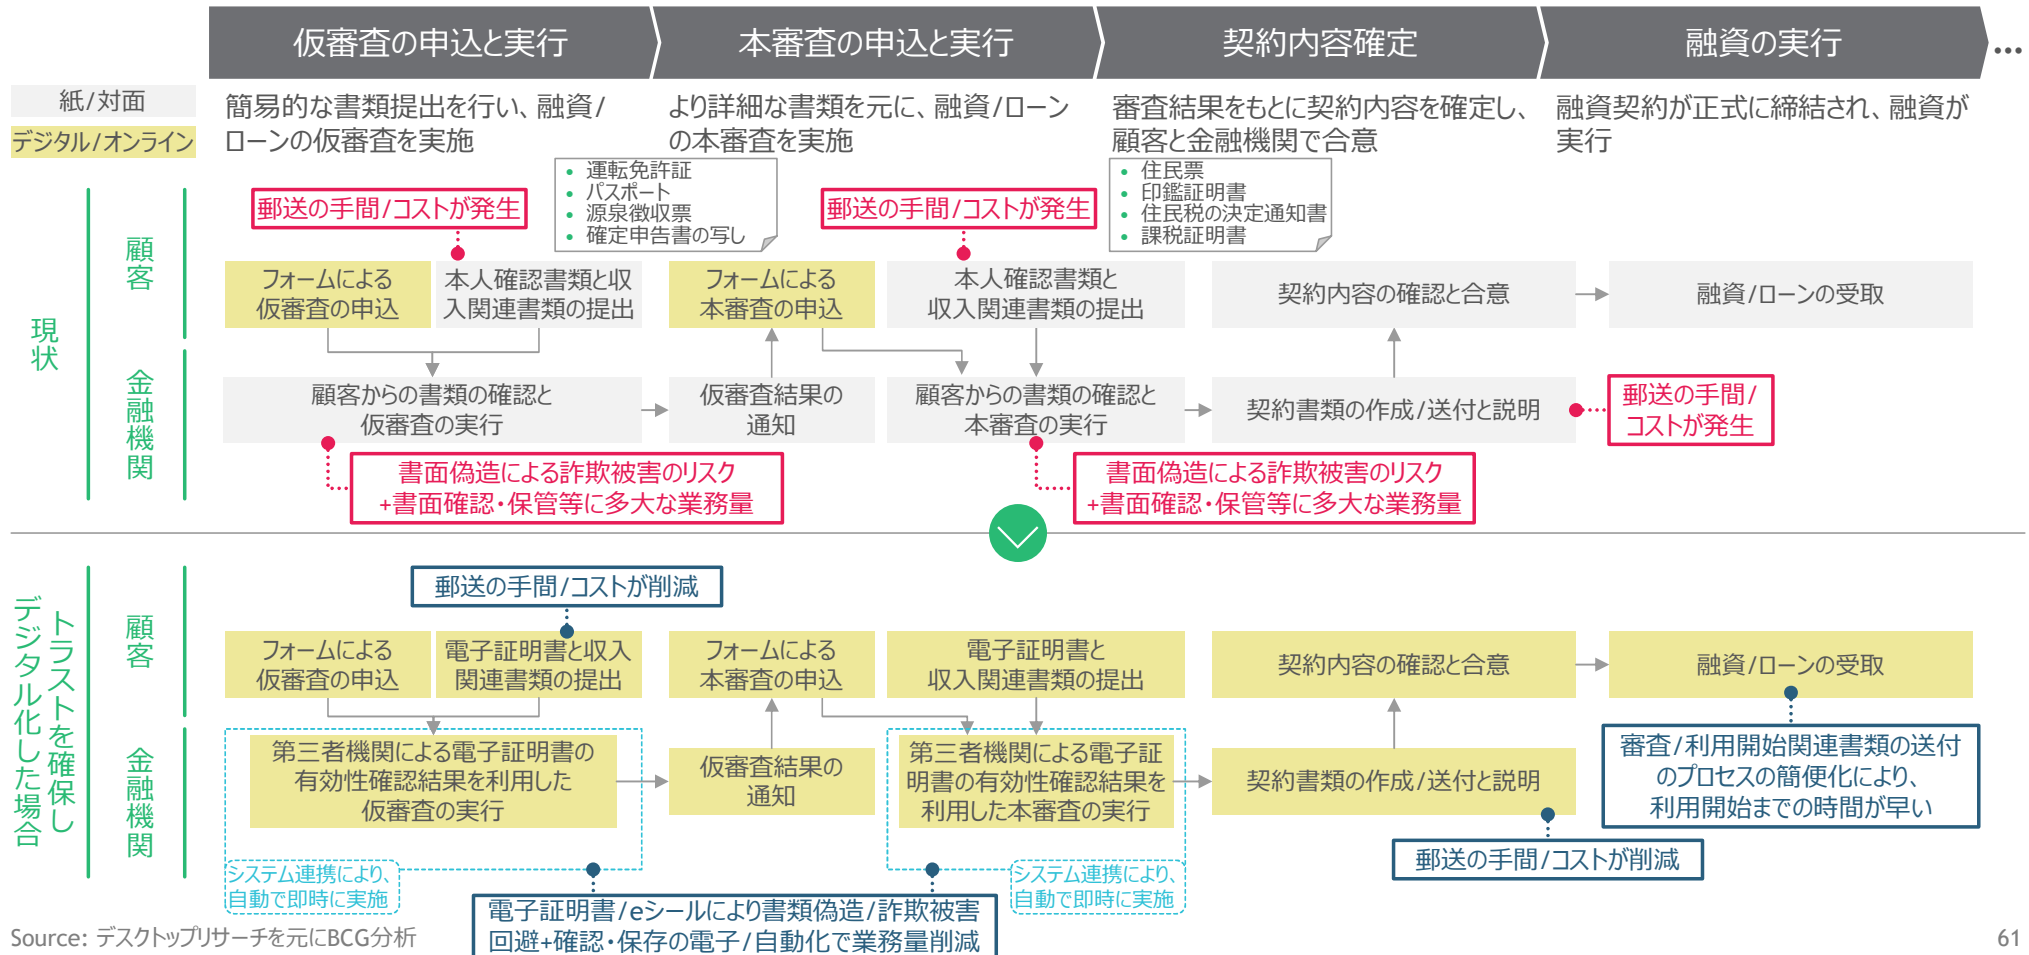 仮審査の申込と実行
本審査の申込と実行
契約内容確定
融資の実行
...
紙/対面
デジタル/オンライン
簡易的な書類提出を行い、融資/
ローンの仮審査を実施
より詳細な書類を元に、融資/ローン
の本審査を実施
審査結果をもとに契約内容を確定し、
顧客と金融機関で合意
融資契約が正式に締結され、融資が
実行
現状
顧客
金融機関
郵送の手間/コストが発生
• 運転免許証
• パスポート
• 源泉徴収票
• 確定申告書の写し
郵送の手間/コストが発生
• 住民票
• 印鑑証明書
• 住民税の決定通知書
• 課税証明書
フォームによる
仮審査の申込
本人確認書類と収
入関連書類の提出
フォームによる
本審査の申込
本人確認書類と
収入関連書類の提出
契約内容の確認と合意
融資/ローンの受取
顧客からの書類の確認と
仮審査の実行
仮審査結果の
通知
顧客からの書類の確認と
本審査の実行
契約書類の作成/送付と説明
郵送の手間/
コストが発生
書面偽造による詐欺被害のリスク
+書面確認・保管等に多大な業務量
書面偽造による詐欺被害のリスク
+書面確認・保管等に多大な業務量
トラストを確保し
デジタル化した場合
顧客
金融機関
郵送の手間/コストが削減
フォームによる
仮審査の申込
電子証明書と収入
関連書類の提出
フォームによる
本審査の申込
電子証明書と
収入関連書類の提出
契約内容の確認と合意
融資/ローンの受取
第三者機関による電子証明書の
有効性確認結果を利用した
仮審査の実行
仮審査結果の
通知
第三者機関による電子証
明書の有効性確認結果を
利用した本審査の実行
契約書類の作成/送付と説明
審査/利用開始関連書類の送付
のプロセスの簡便化により、
利用開始までの時間が早い
郵送の手間/コストが削減
システム連携により、
自動で即時に実施
システム連携により、
自動で即時に実施
電子証明書/eシールにより書類偽造/詐欺被害
回避+確認・保存の電子/自動化で業務量削減
Source: デスクトップリサーチを元にBCG分析
61